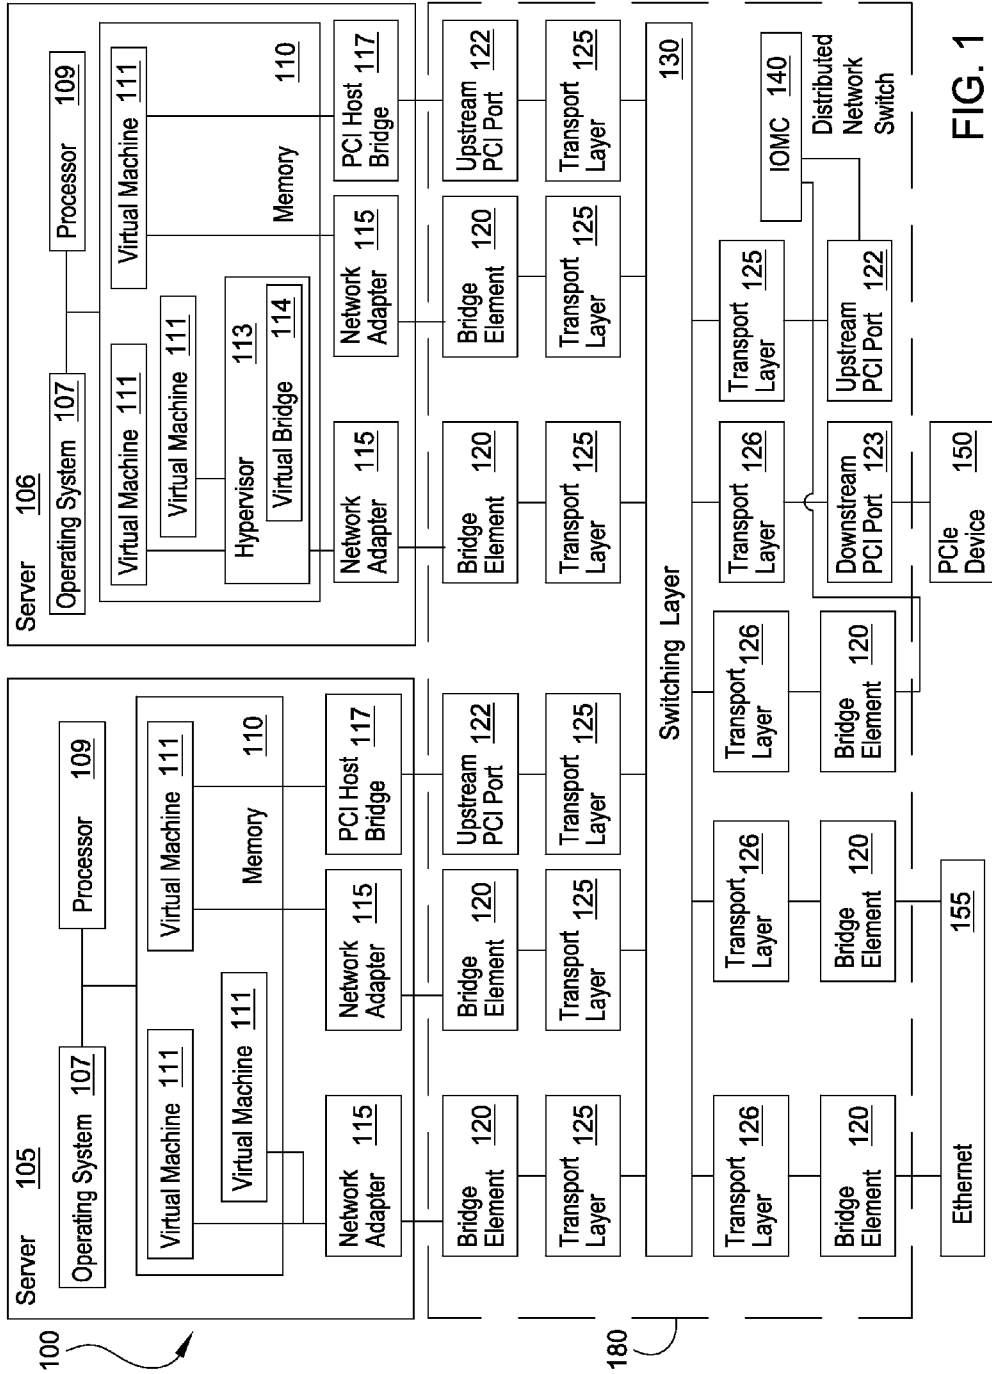 100
Server 105
Operating System 107
Processor 109
Virtual Machine 111
Virtual Machine 111
Virtual Machine 111
Memory 110
Network
Adapter 115
Network
Adapter 115
PCI Host
Bridge 117
Server 106
Operating System 107
Processor 109
Virtual Machine 111
Virtual Machine 111
Virtual Machine 111
Hypervisor 113
Virtual Bridge 114
Memory 110
Network
Adapter 115
Network
Adapter 115
PCI Host
Bridge 117
180
Bridge
Element 120
Bridge
Element 120
Upstream
PCI Port 122
Bridge
Element 120
Bridge
Element 120
Upstream
PCI Port 122
Transport
Layer 125
Transport
Layer 125
Transport
Layer 125
Transport
Layer 125
Transport
Layer 125
Transport
Layer 125
Switching Layer 130
Transport
Layer 126
Transport
Layer 126
Transport
Layer 126
Transport
Layer 126
Transport
Layer 125
IOMC 140
Distributed
Network
Switch
Bridge
Element 120
Bridge
Element 120
Bridge
Element 120
Downstream
PCI Port 123
Upstream
PCI Port 122
Ethernet 155
PCIe
Device 150
FIG. 1